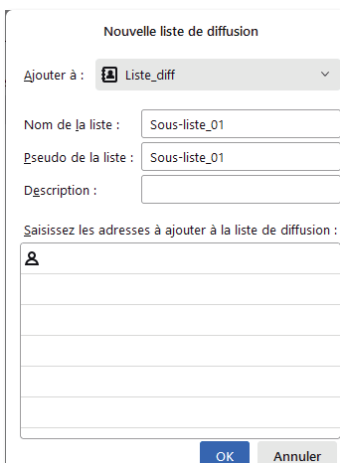 Nouvelle liste de diffusion
Ajouter à : Liste_diff
Nom de la liste : Sous-liste_01
Pseudo de la liste : Sous-liste_01
Description :
Saisissez les adresses à ajouter à la liste de diffusion :
OK Annuler